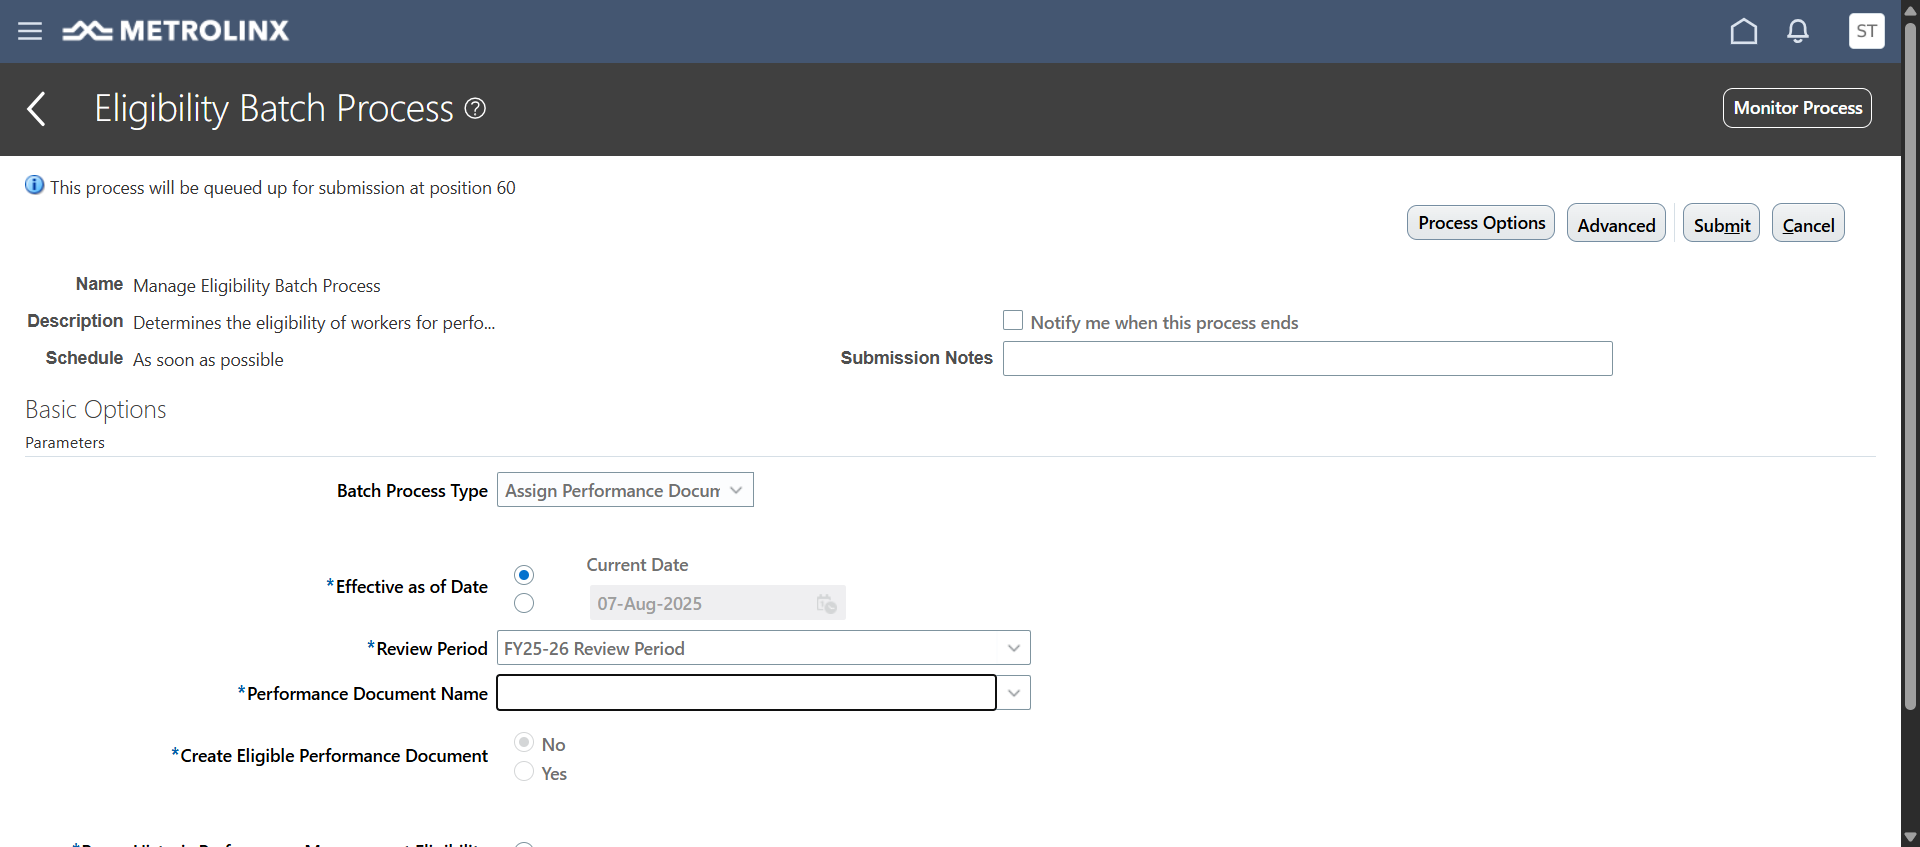 METROLINX
ST
Eligibility Batch Process
Monitor Process
This process will be queued up for submission at position 60
Process Options
Advanced
Submit
Cancel
Name Manage Eligibility Batch Process
Description Determines the eligibility of workers for perfo...
Notify me when this process ends
Schedule As soon as possible
Submission Notes
Basic Options
Parameters
Batch Process Type Assign Performance Docum
Current Date
*Effective as of Date
07-Aug-2025
*Review Period FY25-26 Review Period
*Performance Document Name
*Create Eligible Performance Document
No
Yes